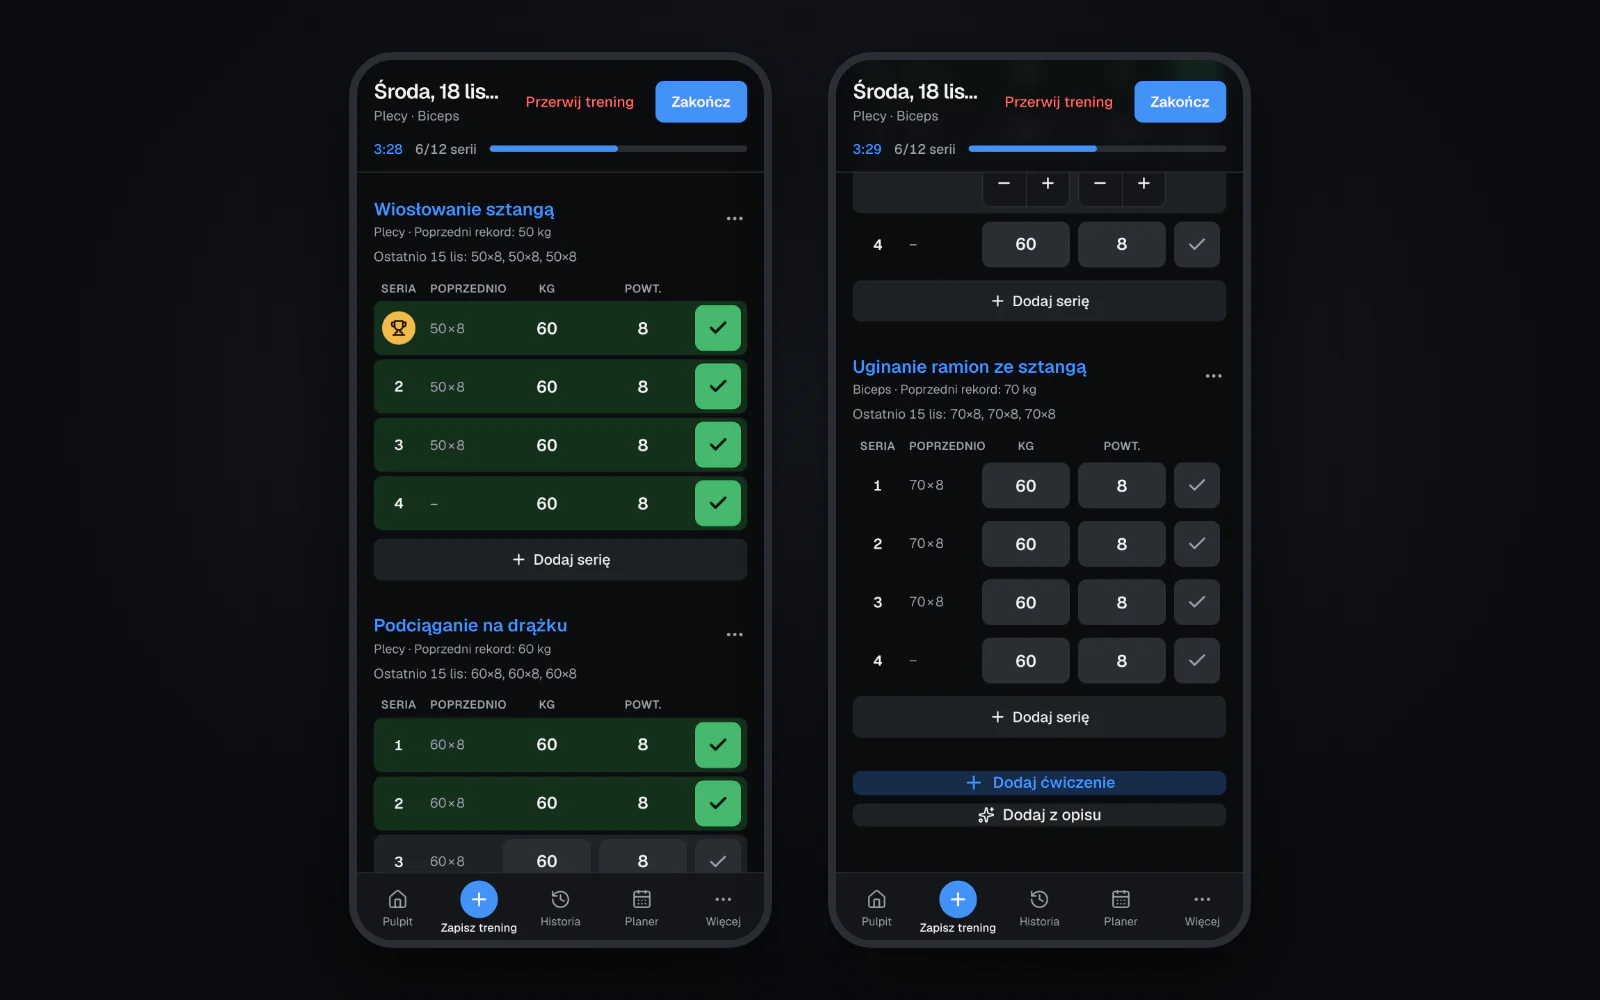 Środa, 18 lis...
Plecy · Biceps
Przerwij trening
Zakończ
3:28 6/12 serii
Wiosłowanie sztangą
Plecy · Poprzedni rekord: 50 kg
Ostatnio 15 lis: 50×8, 50×8, 50×8
SERIA POPRZEDNIO KG POWT.
50×8 60 8
2 50×8 60 8
3 50×8 60 8
4 – 60 8
+ Dodaj serię
Podciąganie na drążku
Plecy · Poprzedni rekord: 60 kg
Ostatnio 15 lis: 60×8, 60×8, 60×8
SERIA POPRZEDNIO KG POWT.
1 60×8 60 8
2 60×8 60 8
3 60×8 60 8
Pulpit
Zapisz trening
Historia
Planer
Więcej
Środa, 18 lis...
Plecy · Biceps
Przerwij trening
Zakończ
3:29 6/12 serii
− + − +
4 – 60 8
+ Dodaj serię
Uginanie ramion ze sztangą
Biceps · Poprzedni rekord: 70 kg
Ostatnio 15 lis: 70×8, 70×8, 70×8
SERIA POPRZEDNIO KG POWT.
1 70×8 60 8
2 70×8 60 8
3 70×8 60 8
4 – 60 8
+ Dodaj serię
+ Dodaj ćwiczenie
Dodaj z opisu
Pulpit
Zapisz trening
Historia
Planer
Więcej